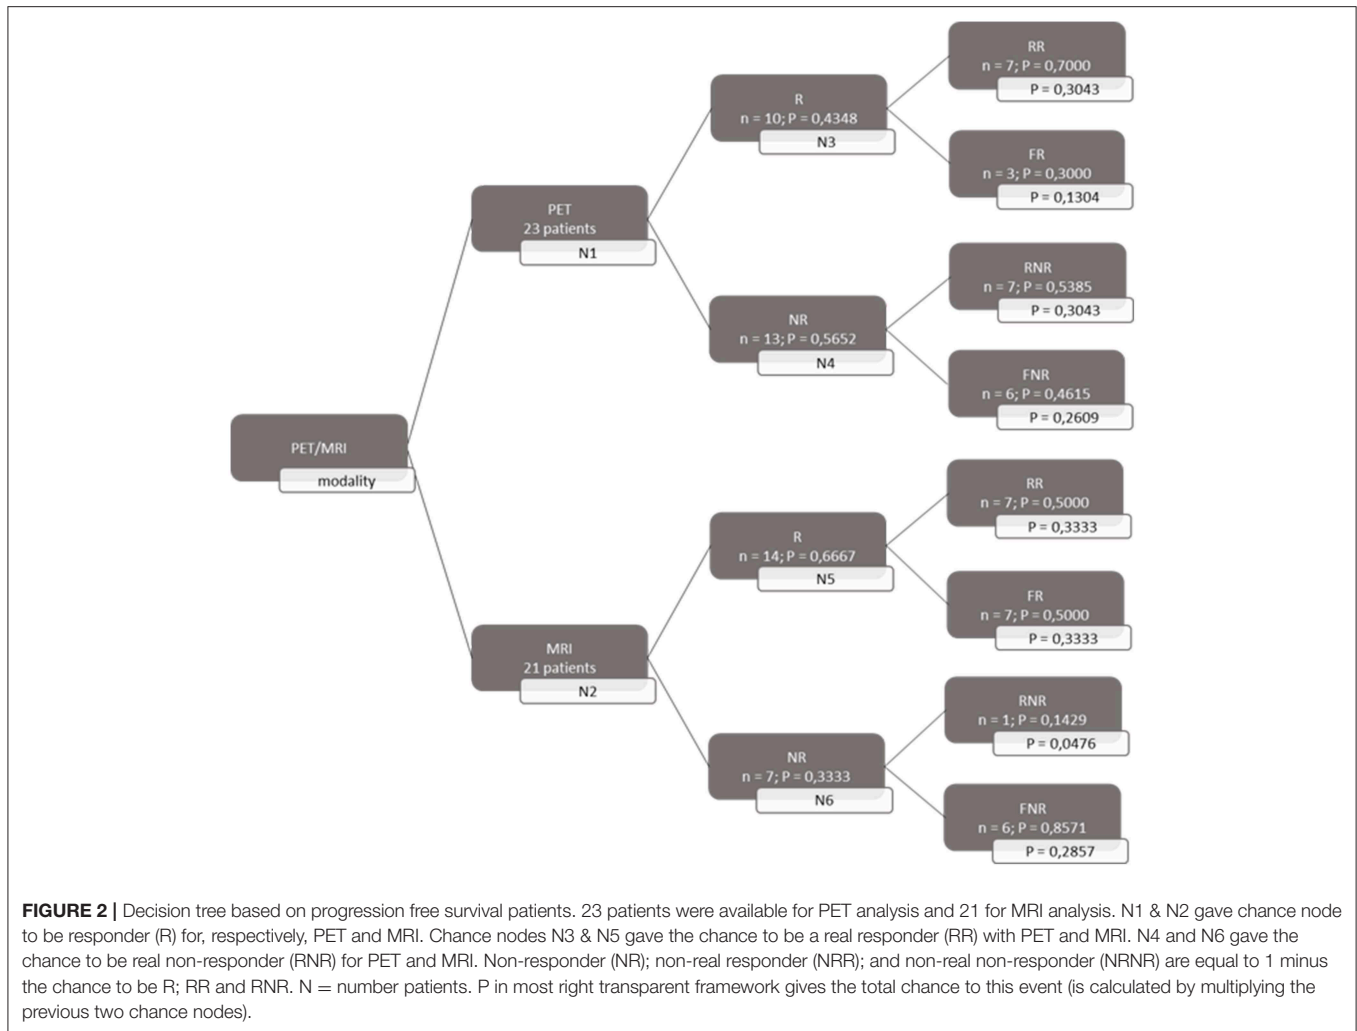 RR
n = 7; P = 0,7000
P = 0,3043
R
n = 10; P = 0,4348
N3
FR
n = 3; P = 0,3000
P = 0,1304
PET
23 patients
N1
RNR
n = 7; P = 0,5385
P = 0,3043
NR
n = 13; P = 0,5652
N4
FNR
n = 6; P = 0,4615
P = 0,2609
PET/MRI
modality
RR
n = 7; P = 0,5000
P = 0,3333
R
n = 14; P = 0,6667
N5
FR
n = 7; P = 0,5000
P = 0,3333
MRI
21 patients
N2
RNR
n = 1; P = 0,1429
P = 0,0476
NR
n = 7; P = 0,3333
N6
FNR
n = 6; P = 0,8571
P = 0,2857
FIGURE 2 | Decision tree based on progression free survival patients. 23 patients were available for PET analysis and 21 for MRI analysis. N1 & N2 gave chance node
to be responder (R) for, respectively, PET and MRI. Chance nodes N3 & N5 gave the chance to be a real responder (RR) with PET and MRI. N4 and N6 gave the
chance to be real non-responder (RNR) for PET and MRI. Non-responder (NR); non-real responder (NRR); and non-real non-responder (NRNR) are equal to 1 minus
the chance to be R; RR and RNR. N = number patients. P in most right transparent framework gives the total chance to this event (is calculated by multiplying the
previous two chance nodes).